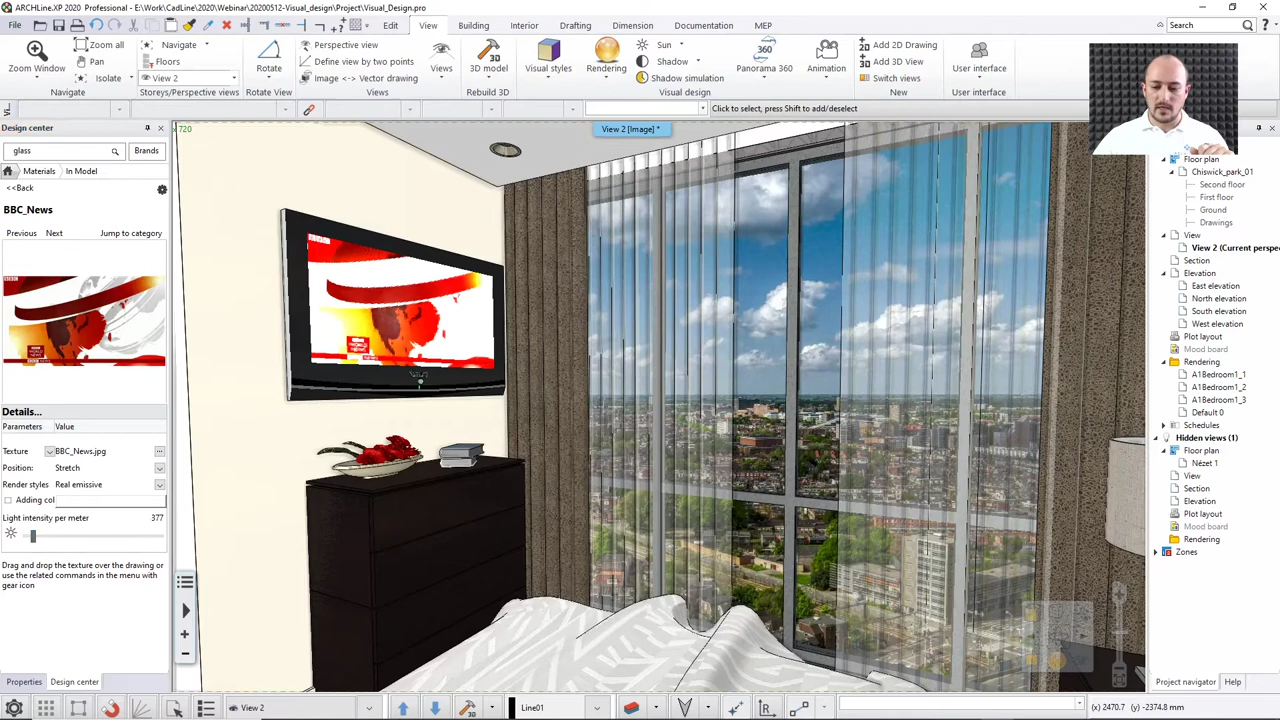 ARCHLine.XP 2020 Professional - E:\Work\CadLine\2020\Webinar\20200512-Visual_design\Project\Visual_Design.pro
File
Edit
View
Building
Interior
Drafting
Dimension
Documentation
MEP
Search
Zoom Window
Zoom all
Pan
Isolate
Navigate
Navigate
Floors
View 2
Storeys/Perspective views
Rotate
Rotate View
Perspective view
Define view by two points
Image <-> Vector drawing
Views
Views
3D model
Rebuild 3D
Visual styles
Rendering
Sun
Shadow
Shadow simulation
Panorama 360
Visual design
Animation
Add 2D Drawing
Add 3D View
Switch views
New
User interface
User interface
Click to select, press Shift to add/deselect
Design center
glass
Brands
Materials
In Model
<<Back
BBC_News
Previous
Next
Jump to category
Details...
Parameters
Value
Texture
BBC_News.jpg
Position:
Stretch
Render styles
Real emissive
Adding col
Light intensity per meter
377
Drag and drop the texture over the drawing or
use the related commands in the menu with
gear icon
Properties
Design center
x 720
View 2 [Image] *
Floor plan
Chiswick_park_01
Second floor
First floor
Ground
Drawings
View
View 2 (Current perspe
Section
Elevation
East elevation
North elevation
South elevation
West elevation
Plot layout
Mood board
Rendering
A1Bedroom1_1
A1Bedroom1_2
A1Bedroom1_3
Default 0
Schedules
Hidden views (1)
Floor plan
Nézet 1
View
Section
Elevation
Plot layout
Mood board
Rendering
Zones
Project navigator
Help
View 2
Line01
(x) 2470.7 (y) -2374.8 mm